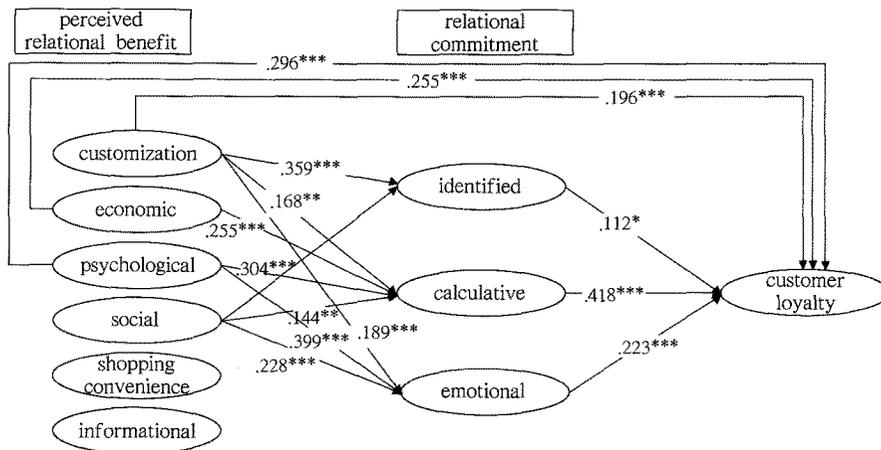 perceived
relational benefit
relational
commitment
.296***
.255***
.196***
customization
.359***
identified
.168**
economic
.112*
.255***
psychological
.304***
calculative
.418***
customer
loyalty
social
.144**
.189***
.399***
.223***
.228***
shopping
convenience
emotional
informational